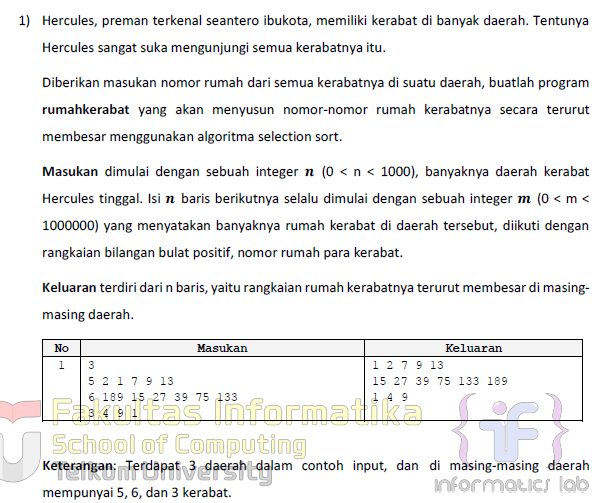 1) Hercules, preman terkenal seantero ibukota, memiliki kerabat di banyak daerah. Tentunya
Hercules sangat suka mengunjungi semua kerabatnya itu.
Diberikan masukan nomor rumah dari semua kerabatnya di suatu daerah, buatlah program
rumahkerabat yang akan menyusun nomor-nomor rumah kerabatnya secara terurut
membesar menggunakan algoritma selection sort.
Masukan dimulai dengan sebuah integer n (0 < n < 1000), banyaknya daerah kerabat
Hercules tinggal. Isi n baris berikutnya selalu dimulai dengan sebuah integer m (0 < m <
1000000) yang menyatakan banyaknya rumah kerabat di daerah tersebut, diikuti dengan
rangkaian bilangan bulat positif, nomor rumah para kerabat.
Keluaran terdiri dari n baris, yaitu rangkaian rumah kerabatnya terurut membesar di masing-
masing daerah.
No Masukan Keluaran
1 3 1 2 7 9 13
5 2 1 7 9 13 15 27 39 75 133 189
6 189 15 27 39 75 133 1 4 9
3 4 9 1
Fakultas Informatika
School of Computing
Telkom University
informatics lab
Keterangan: Terdapat 3 daerah dalam contoh input, dan di masing-masing daerah
mempunyai 5, 6, dan 3 kerabat.